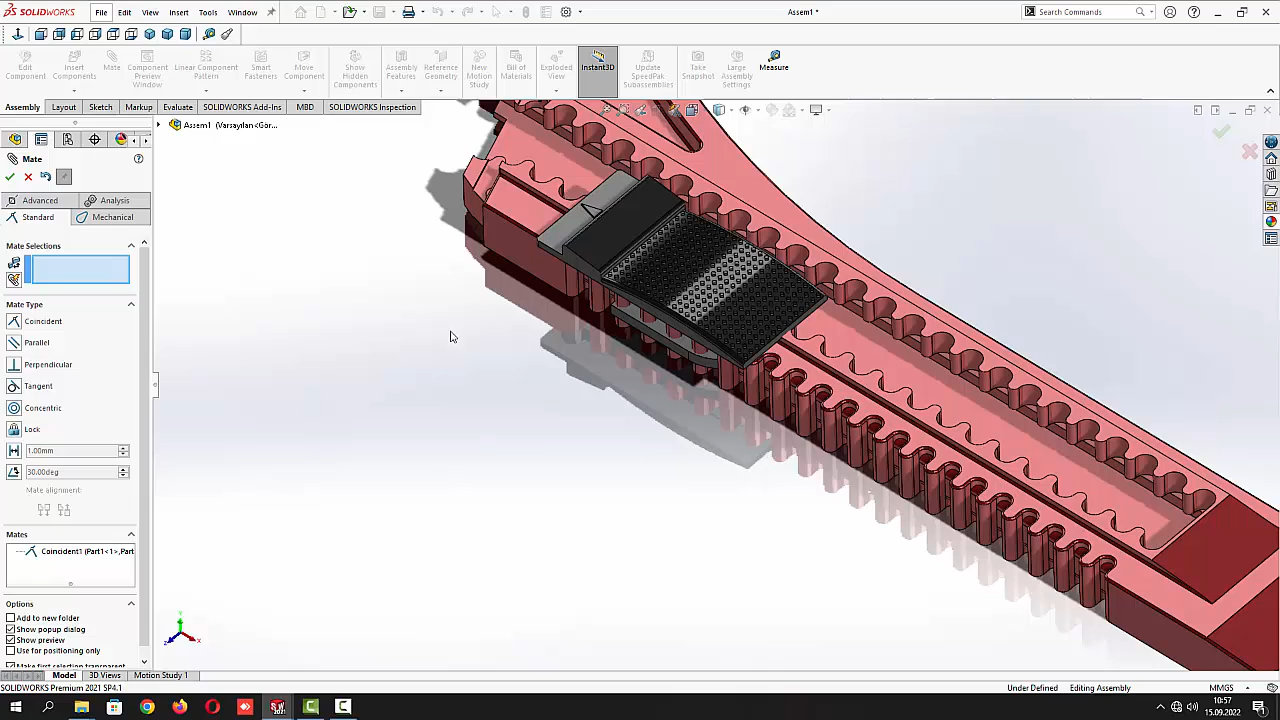 SOLIDWORKS File Edit View Insert Tools Window Assem1 * Search Commands
Edit Component
Insert Components
Mate
Component Preview Window
Linear Component Pattern
Smart Fasteners
Move Component
Show Hidden Components
Assembly Features
Reference Geometry
New Motion Study
Bill of Materials
Exploded View
Instant3D
Update SpeedPak Subassemblies
Take Snapshot
Large Assembly Settings
Measure
Assembly Layout Sketch Markup Evaluate SOLIDWORKS Add-Ins MBD SOLIDWORKS Inspection
Assem1 (Varsayılan<Gör...
Mate
Advanced Analysis
Standard Mechanical
Mate Selections
Mate Type
Coincident
Parallel
Perpendicular
Tangent
Concentric
Lock
1.00mm
30.00deg
Mate alignment:
Mates
Coincident1 (Part1<1>,Part
Options
Add to new folder
Show popup dialog
Show preview
Use for positioning only
Make first selection transparent
Model 3D Views Motion Study 1
SOLIDWORKS Premium 2021 SP4.1 Under Defined Editing Assembly MMGS
10:57
15.09.2022